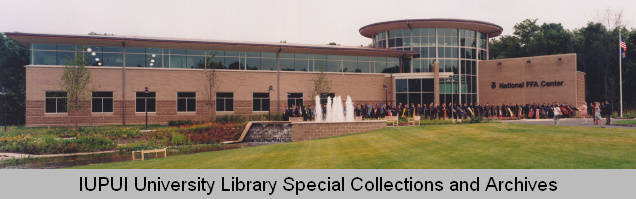 National FFA Center
IUPUI University Library Special Collections and Archives